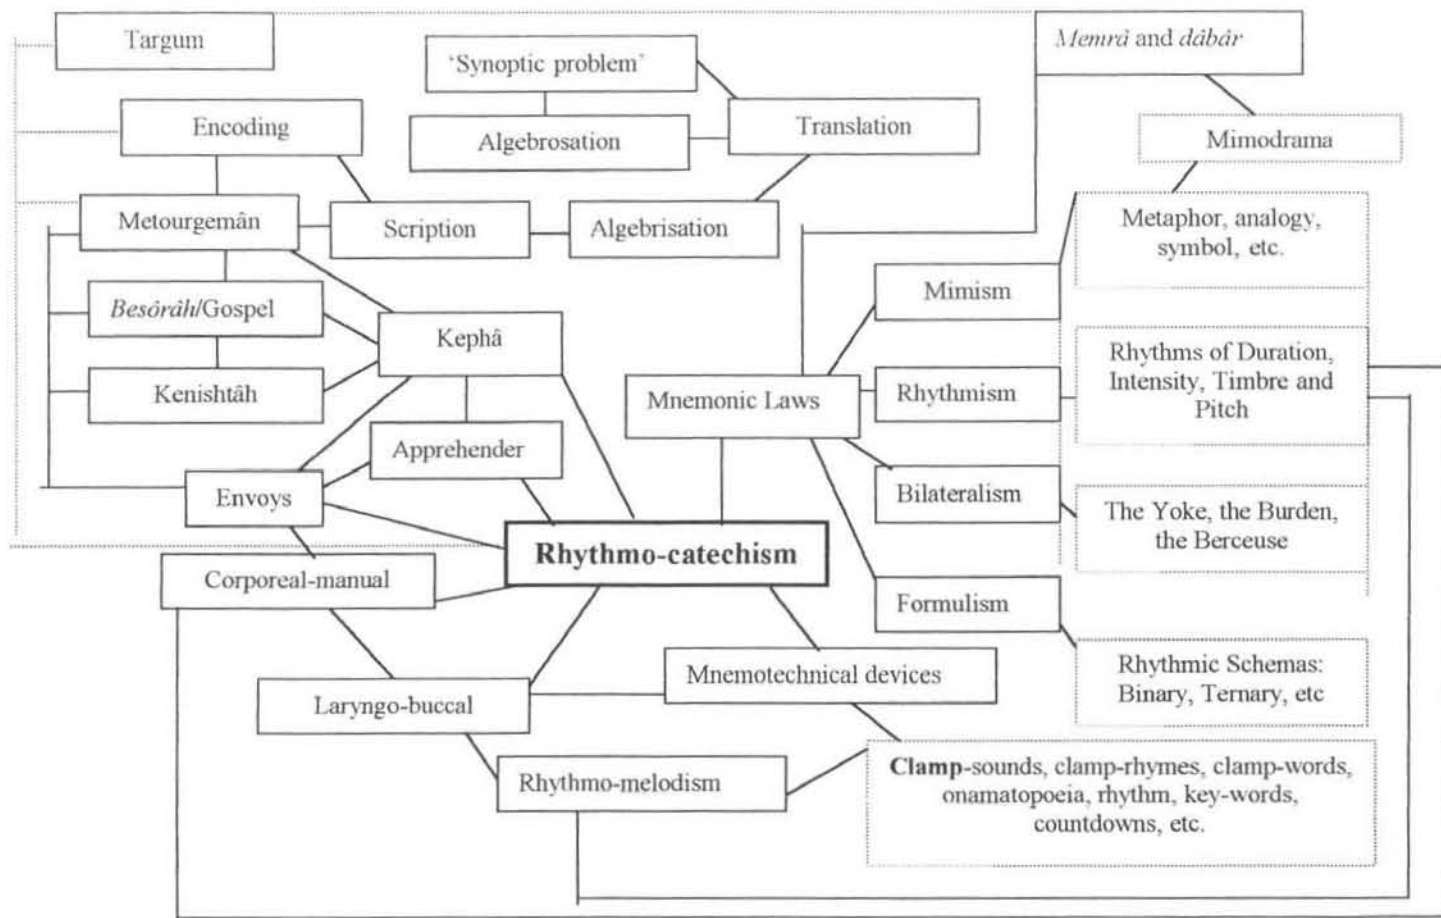 Targum
Memrâ and dâbâr
'Synoptic problem'
Encoding
Algebrosation
Translation
Mimodrama
Metourgemân
Scription
Algebrisation
Metaphor, analogy,
symbol, etc.
Mimism
Besôrâh/Gospel
Kephâ
Rhythms of Duration,
Intensity, Timbre and
Pitch
Kenishtâh
Mnemonic Laws
Rhythmism
Apprehender
Envoys
Bilateralism
The Yoke, the Burden,
the Berceuse
Rhythmo-catechism
Corporeal-manual
Formulism
Mnemotechnical devices
Rhythmic Schemas:
Binary, Ternary, etc
Laryngo-buccal
Rhythmo-melodism
Clamp-sounds, clamp-rhymes, clamp-words,
onamatopoeia, rhythm, key-words,
countdowns, etc.